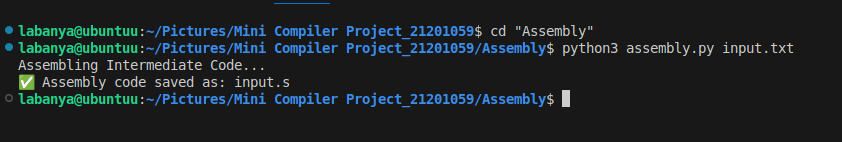 labanya@ubuntuu:~/Pictures/Mini Compiler Project_21201059$ cd "Assembly"
labanya@ubuntuu:~/Pictures/Mini Compiler Project_21201059/Assembly$ python3 assembly.py input.txt
Assembling Intermediate Code...
✅ Assembly code saved as: input.s
labanya@ubuntuu:~/Pictures/Mini Compiler Project_21201059/Assembly$